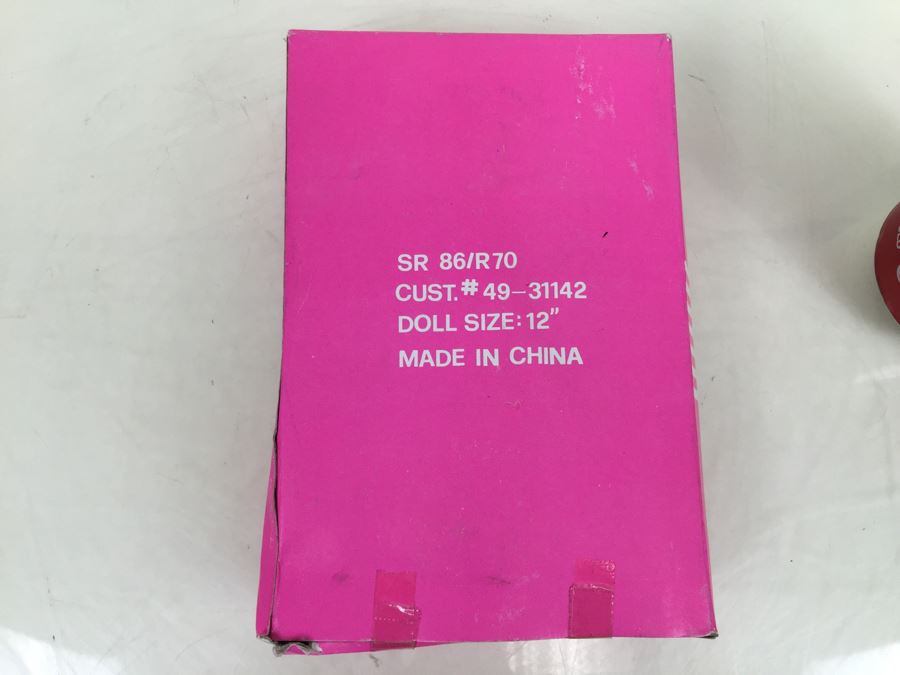 SR 86/R70
CUST.# 49-31142
DOLL SIZE: 12"
MADE IN CHINA